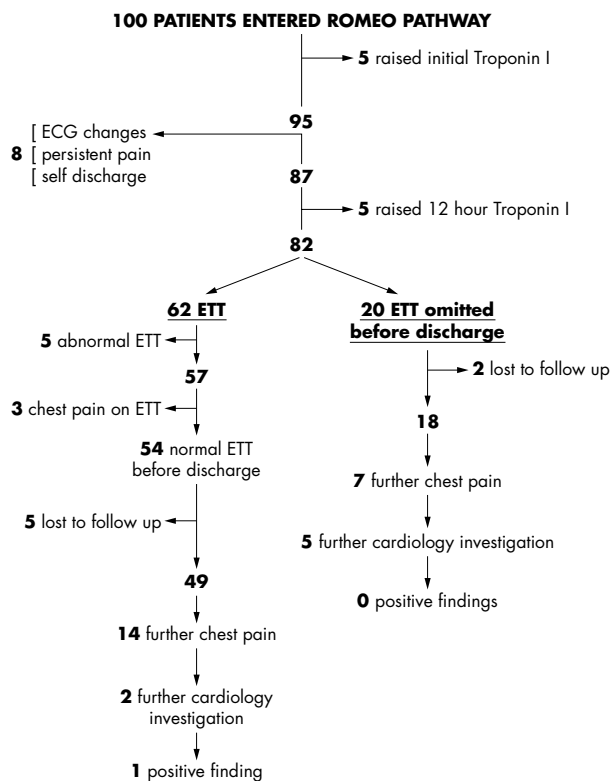 100 PATIENTS ENTERED ROMEO PATHWAY
5 raised initial Troponin I
95
[ ECG changes
8 [ persistent pain
[ self discharge
87
5 raised 12 hour Troponin I
82
62 ETT
5 abnormal ETT
57
3 chest pain on ETT
54 normal ETT
before discharge
5 lost to follow up
49
14 further chest pain
2 further cardiology
investigation
1 positive finding
20 ETT omitted
before discharge
2 lost to follow up
18
7 further chest pain
5 further cardiology investigation
0 positive findings